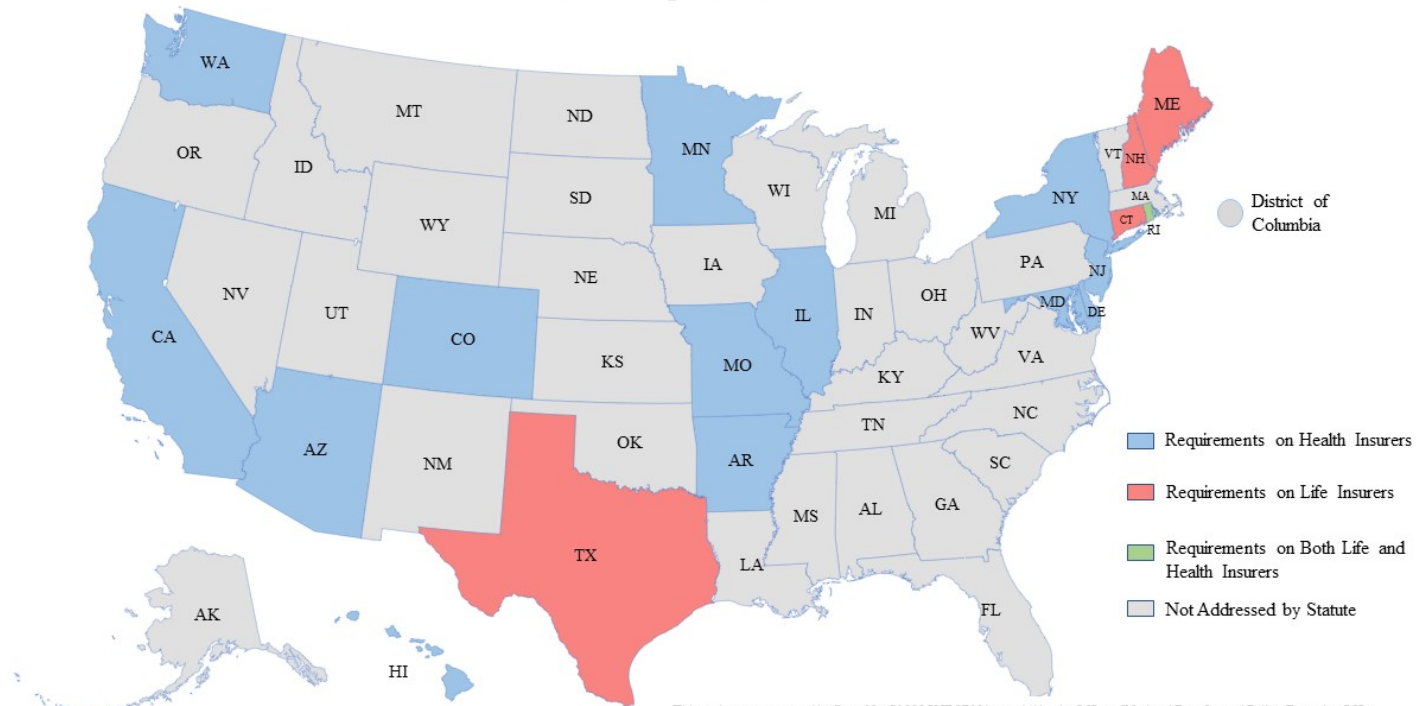 WA
MT
ND
MN
ME
OR
ID
SD
WI
VT
NH
WY
MI
NY
MA
CT
RI
District of
Columbia
IA
PA
NE
NJ
NV
UT
OH
IL
IN
MD
DE
CA
CO
WV
VA
KS
MO
KY
NC
TN
OK
AZ
NM
AR
SC
MS
AL
GA
TX
LA
FL
AK
HI
Requirements on Health Insurers
Requirements on Life Insurers
Requirements on Both Life and
Health Insurers
Not Addressed by Statute